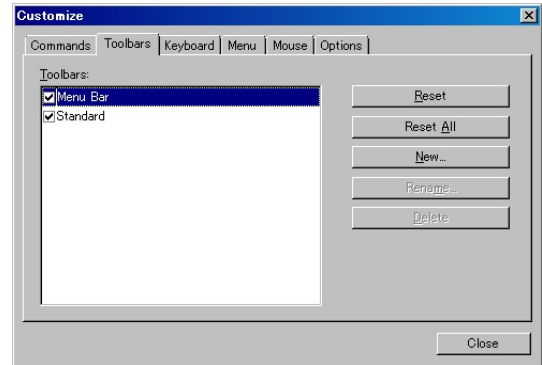 Customize
Commands Toolbars Keyboard Menu Mouse Options
Toolbars:
Menu Bar
Standard
Reset
Reset All
New...
Rename...
Delete
Close